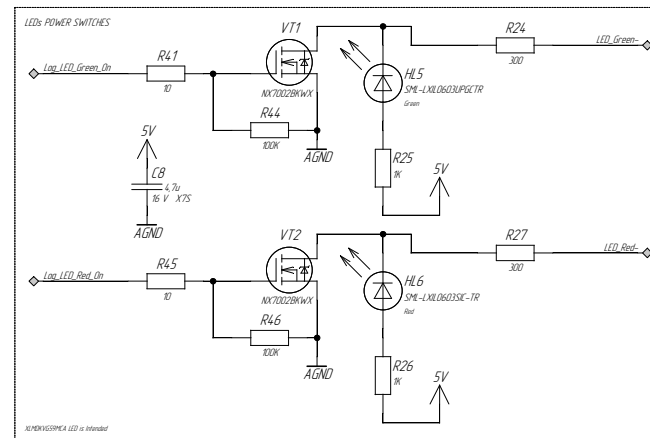 LEDs POWER SWITCHES
VT1
R24
LED_Green-
300
R41
Log_LED_Green_On
10
NX7002BKWX
HL5
SML-LXIL0603UPGCTR
Green
R44
100K
AGND
5V
C8
4,7u
16 V X7S
AGND
R25
1K
5V
VT2
R27
LED_Red-
300
R45
Log_LED_Red_On
10
NX7002BKWX
HL6
SML-LXIL0603SIC-TR
Red
R46
100K
AGND
R26
1K
5V
XLMDKVG59MCA LED is Intended